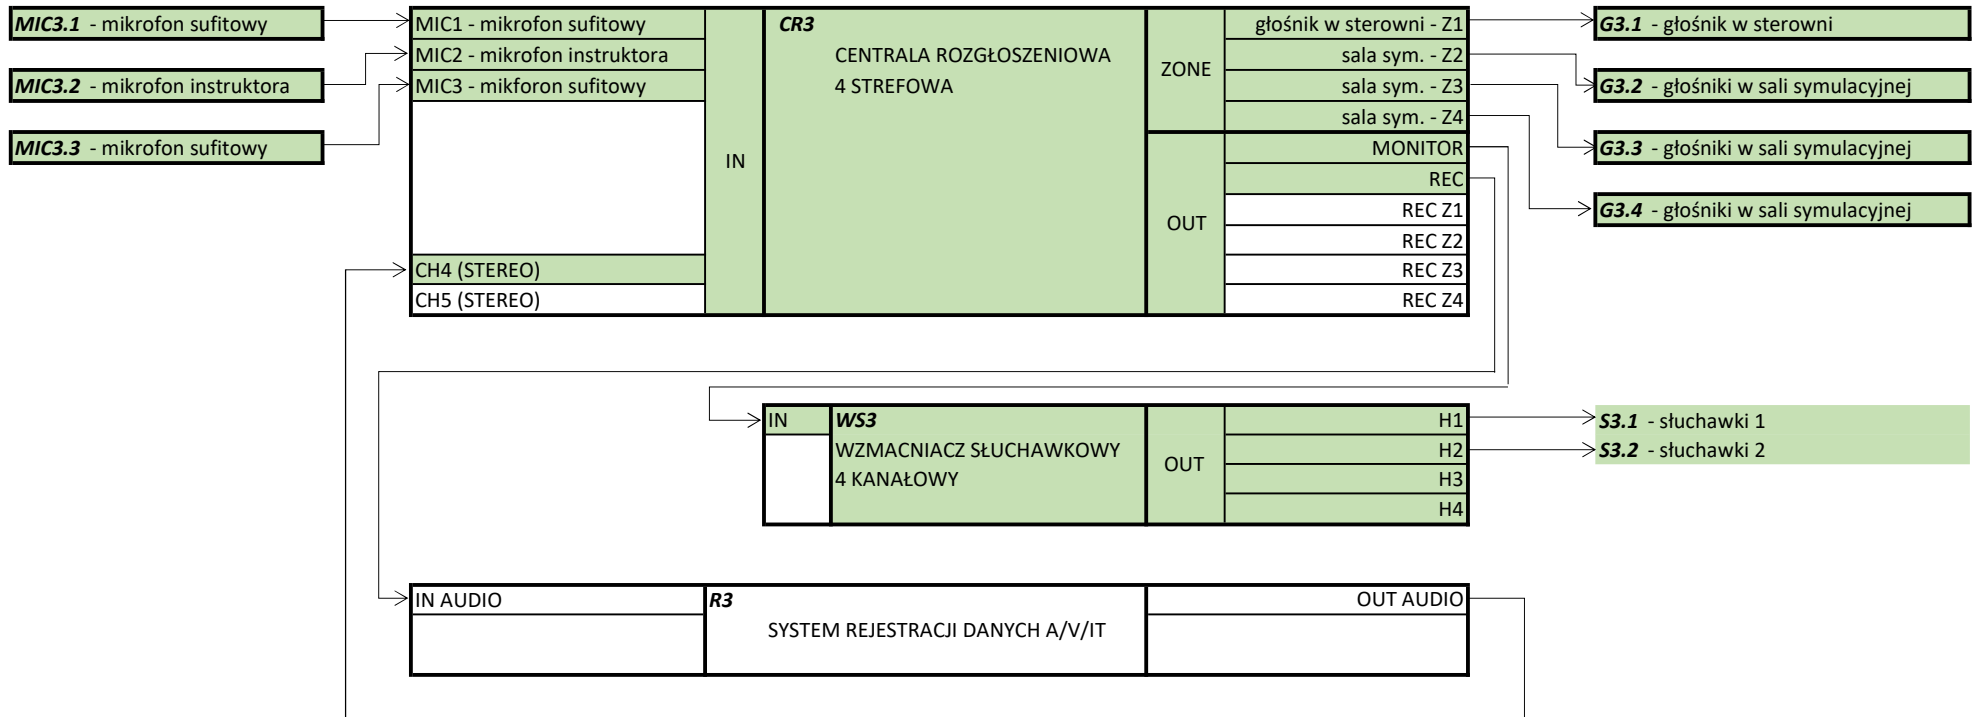 MIC3.1 - mikrofon sufitowy
MIC3.2 - mikrofon instruktora
MIC3.3 - mikrofon sufitowy
MIC1 - mikrofon sufitowy
MIC2 - mikrofon instruktora
MIC3 - mikforon sufitowy
CH4 (STEREO)
CH5 (STEREO)
IN
CR3
CENTRALA ROZGŁOSZENIOWA
4 STREFOWA
ZONE
głośnik w sterowni - Z1
sala sym. - Z2
sala sym. - Z3
sala sym. - Z4
OUT
MONITOR
REC
REC Z1
REC Z2
REC Z3
REC Z4
G3.1 - głośnik w sterowni
G3.2 - głośniki w sali symulacyjnej
G3.3 - głośniki w sali symulacyjnej
G3.4 - głośniki w sali symulacyjnej
IN
WS3
WZMACNIACZ SŁUCHAWKOWY
4 KANAŁOWY
OUT
H1
H2
H3
H4
S3.1 - słuchawki 1
S3.2 - słuchawki 2
IN AUDIO
R3
SYSTEM REJESTRACJI DANYCH A/V/IT
OUT AUDIO